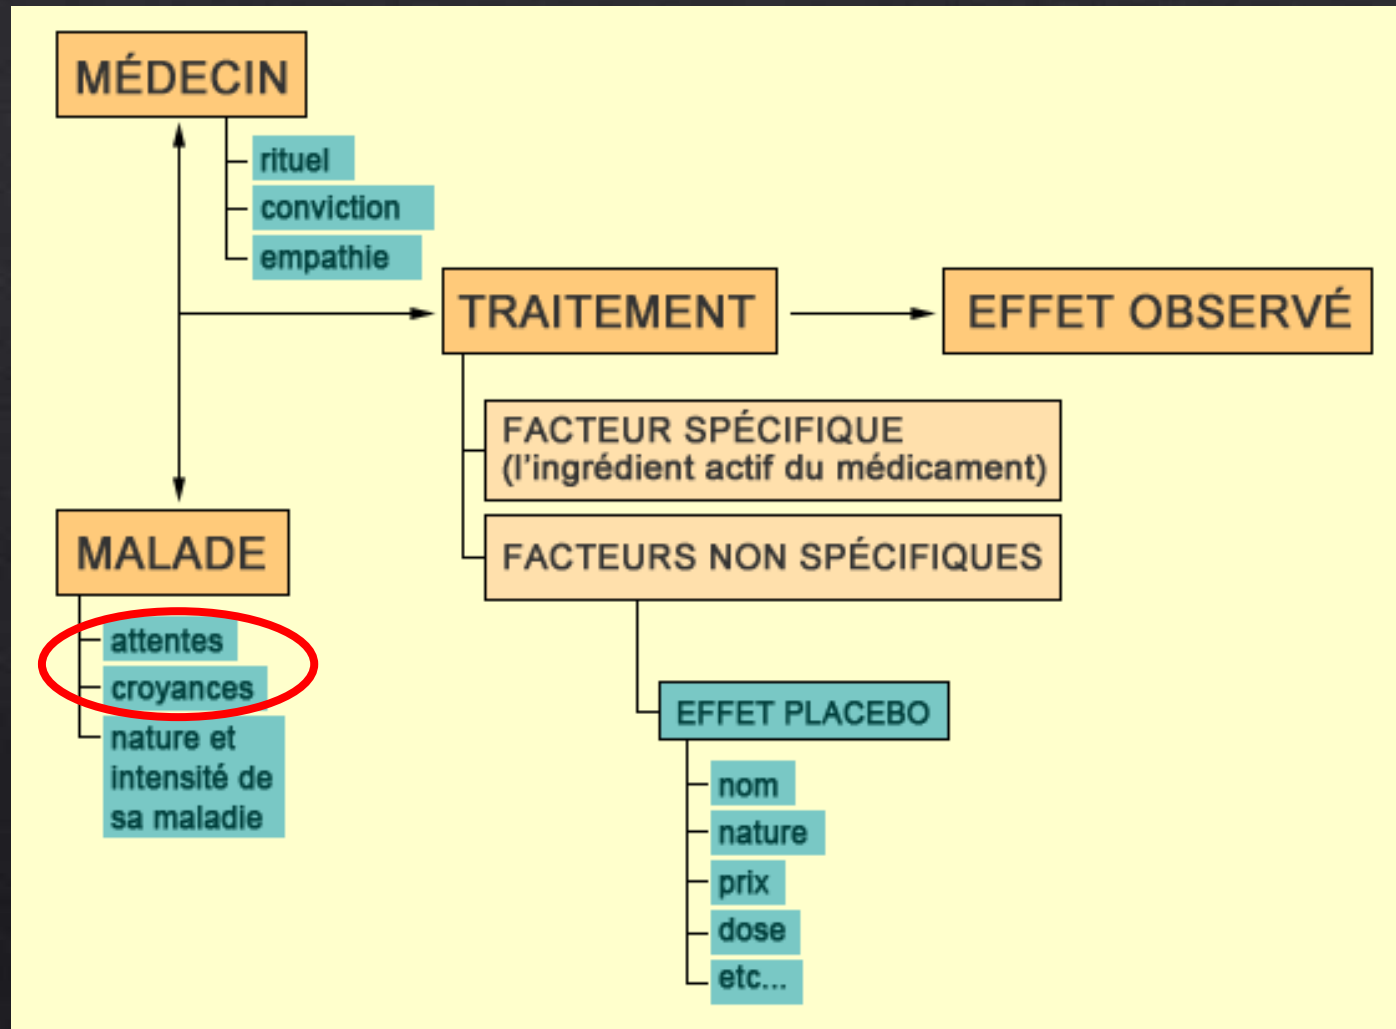 MÉDECIN
rituel
conviction
empathie
TRAITEMENT
EFFET OBSERVÉ
FACTEUR SPÉCIFIQUE
(l'ingrédient actif du médicament)
FACTEURS NON SPÉCIFIQUES
MALADE
attentes
croyances
nature et
intensité de
sa maladie
EFFET PLACEBO
nom
nature
prix
dose
etc...